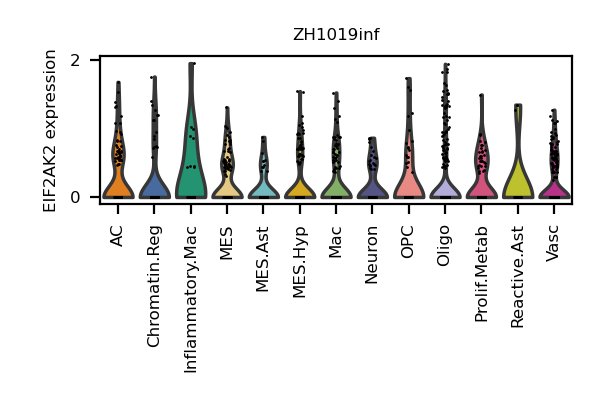 ZH1019inf
EIF2AK2 expression
2
0
AC
Chromatin.Reg
Inflammatory.Mac
MES
MES.Ast
MES.Hyp
Mac
Neuron
OPC
Oligo
Prolif.Metab
Reactive.Ast
Vasc